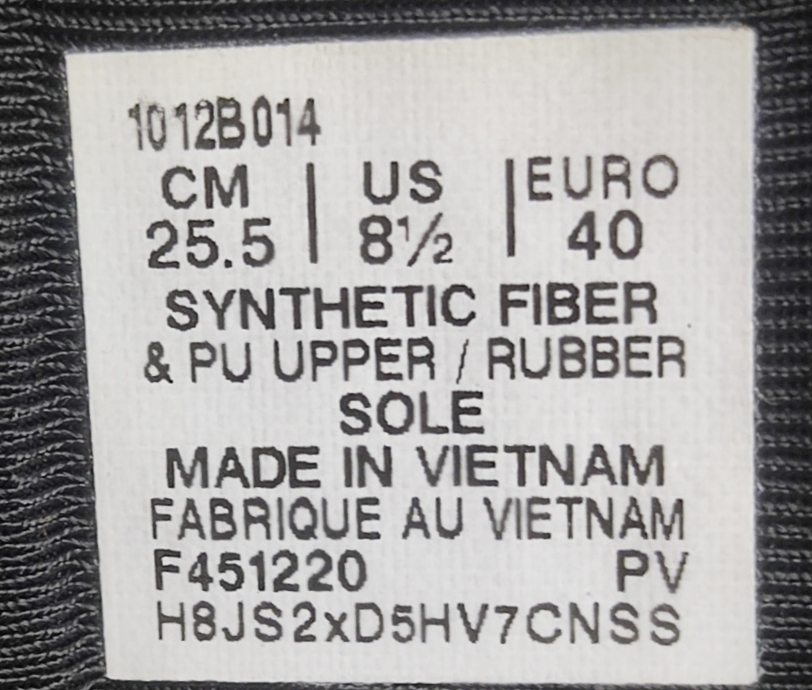 1012B014
CM | US | EURO
25.5 | 8½ | 40
SYNTHETIC FIBER
& PU UPPER / RUBBER
SOLE
MADE IN VIETNAM
FABRIQUE AU VIETNAM
F451220 PV
H8JS2xD5HV7CNSS